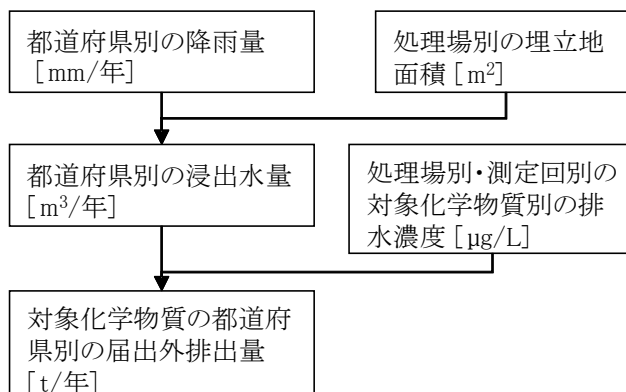 都道府県別の降雨量
[mm/年]
処理場別の埋立地
面積[m²]
都道府県別の浸出水量
[m³/年]
処理場別・測定回別の
対象化学物質別の排
水濃度[µg/L]
対象化学物質の都道府
県別の届出外排出量
[t/年]